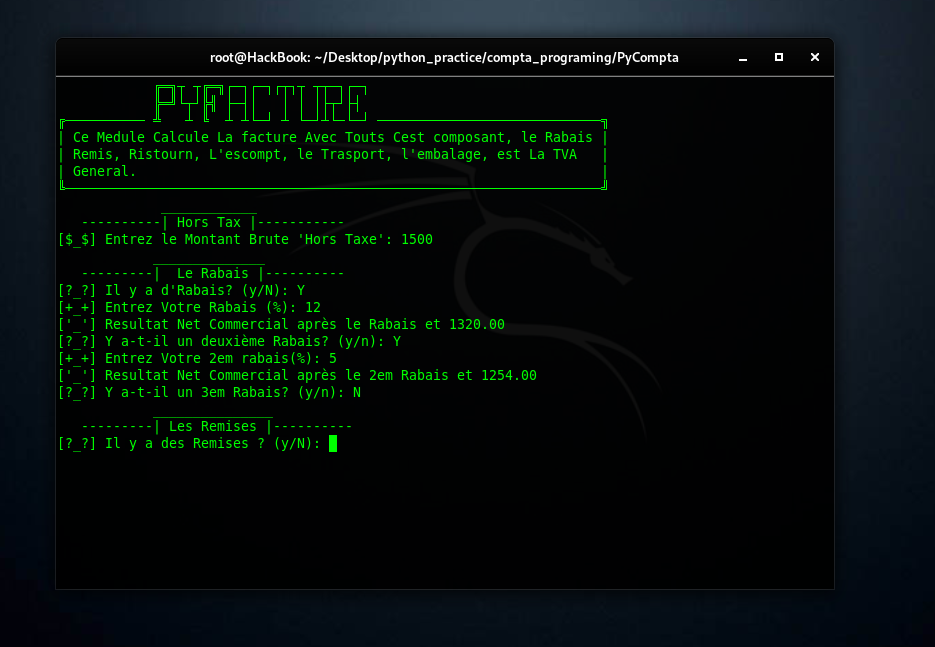 root@HackBook: ~/Desktop/python_practice/compta_programing/PyCompta
Ce Medule Calcule La facture Avec Touts Cest composant, le Rabais
Remis, Ristourn, L'escompt, le Trasport, l'embalage, est La TVA
General.
----------| Hors Tax |-----------
[$_$] Entrez le Montant Brute 'Hors Taxe': 1500
---------|  Le Rabais |----------
[?_?] Il y a d'Rabais? (y/N): Y
[+_+] Entrez Votre Rabais (%): 12
['_'] Resultat Net Commercial après le Rabais et 1320.00
[?_?] Y a-t-il un deuxième Rabais? (y/n): Y
[+_+] Entrez Votre 2em rabais(%): 5
['_'] Resultat Net Commercial après le 2em Rabais et 1254.00
[?_?] Y a-t-il un 3em Rabais? (y/n): N
---------| Les Remises |----------
[?_?] Il y a des Remises ? (y/N):